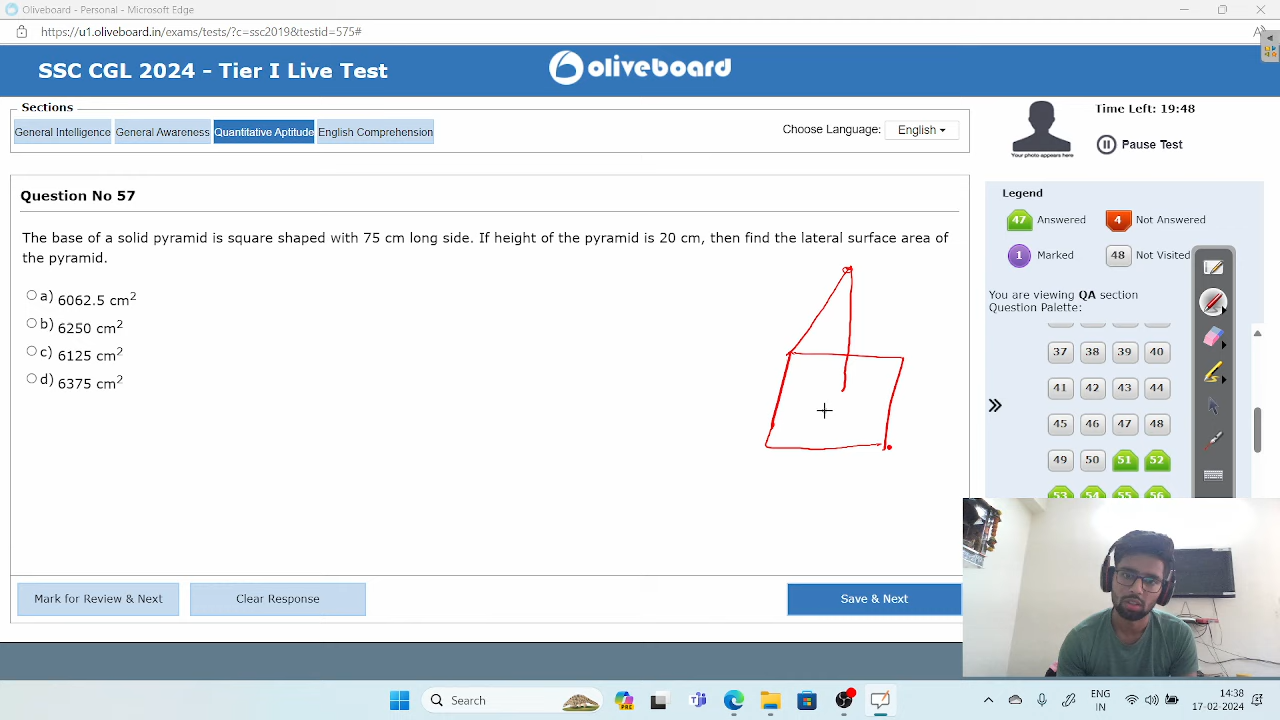 Oliveboard - Personal - Microsoft Edge
https://u1.oliveboard.in/exams/tests/?c=ssc2019&testid=575#
SSC CGL 2024 - Tier I Live Test
oliveboard
Sections
General Intelligence
General Awareness
Quantitative Aptitude
English Comprehension
Choose Language:
English
Your photo appears here
Time Left: 19:48
Pause Test
Question No 57
The base of a solid pyramid is square shaped with 75 cm long side. If height of the pyramid is 20 cm, then find the lateral surface area of
the pyramid.
a) 6062.5 cm²
b) 6250 cm²
c) 6125 cm²
d) 6375 cm²
Legend
47 Answered
4 Not Answered
1 Marked
48 Not Visited
You are viewing QA section
Question Palette:
37 38 39 40
41 42 43 44
45 46 47 48
49 50 51 52
53 54 55 56
Mark for Review & Next
Clear Response
Save & Next
Search
PRE
ENG
IN
14:38
17-02-2024